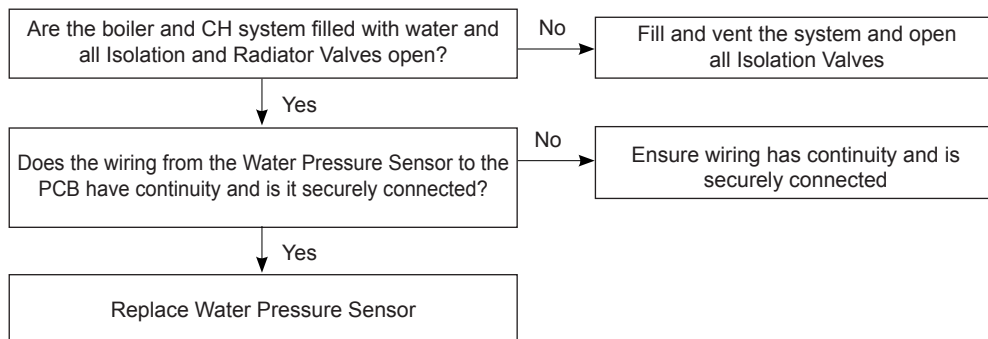 Are the boiler and CH system filled with water and
all Isolation and Radiator Valves open?
No
Fill and vent the system and open
all Isolation Valves
Yes
Does the wiring from the Water Pressure Sensor to the
PCB have continuity and is it securely connected?
No
Ensure wiring has continuity and is
securely connected
Yes
Replace Water Pressure Sensor